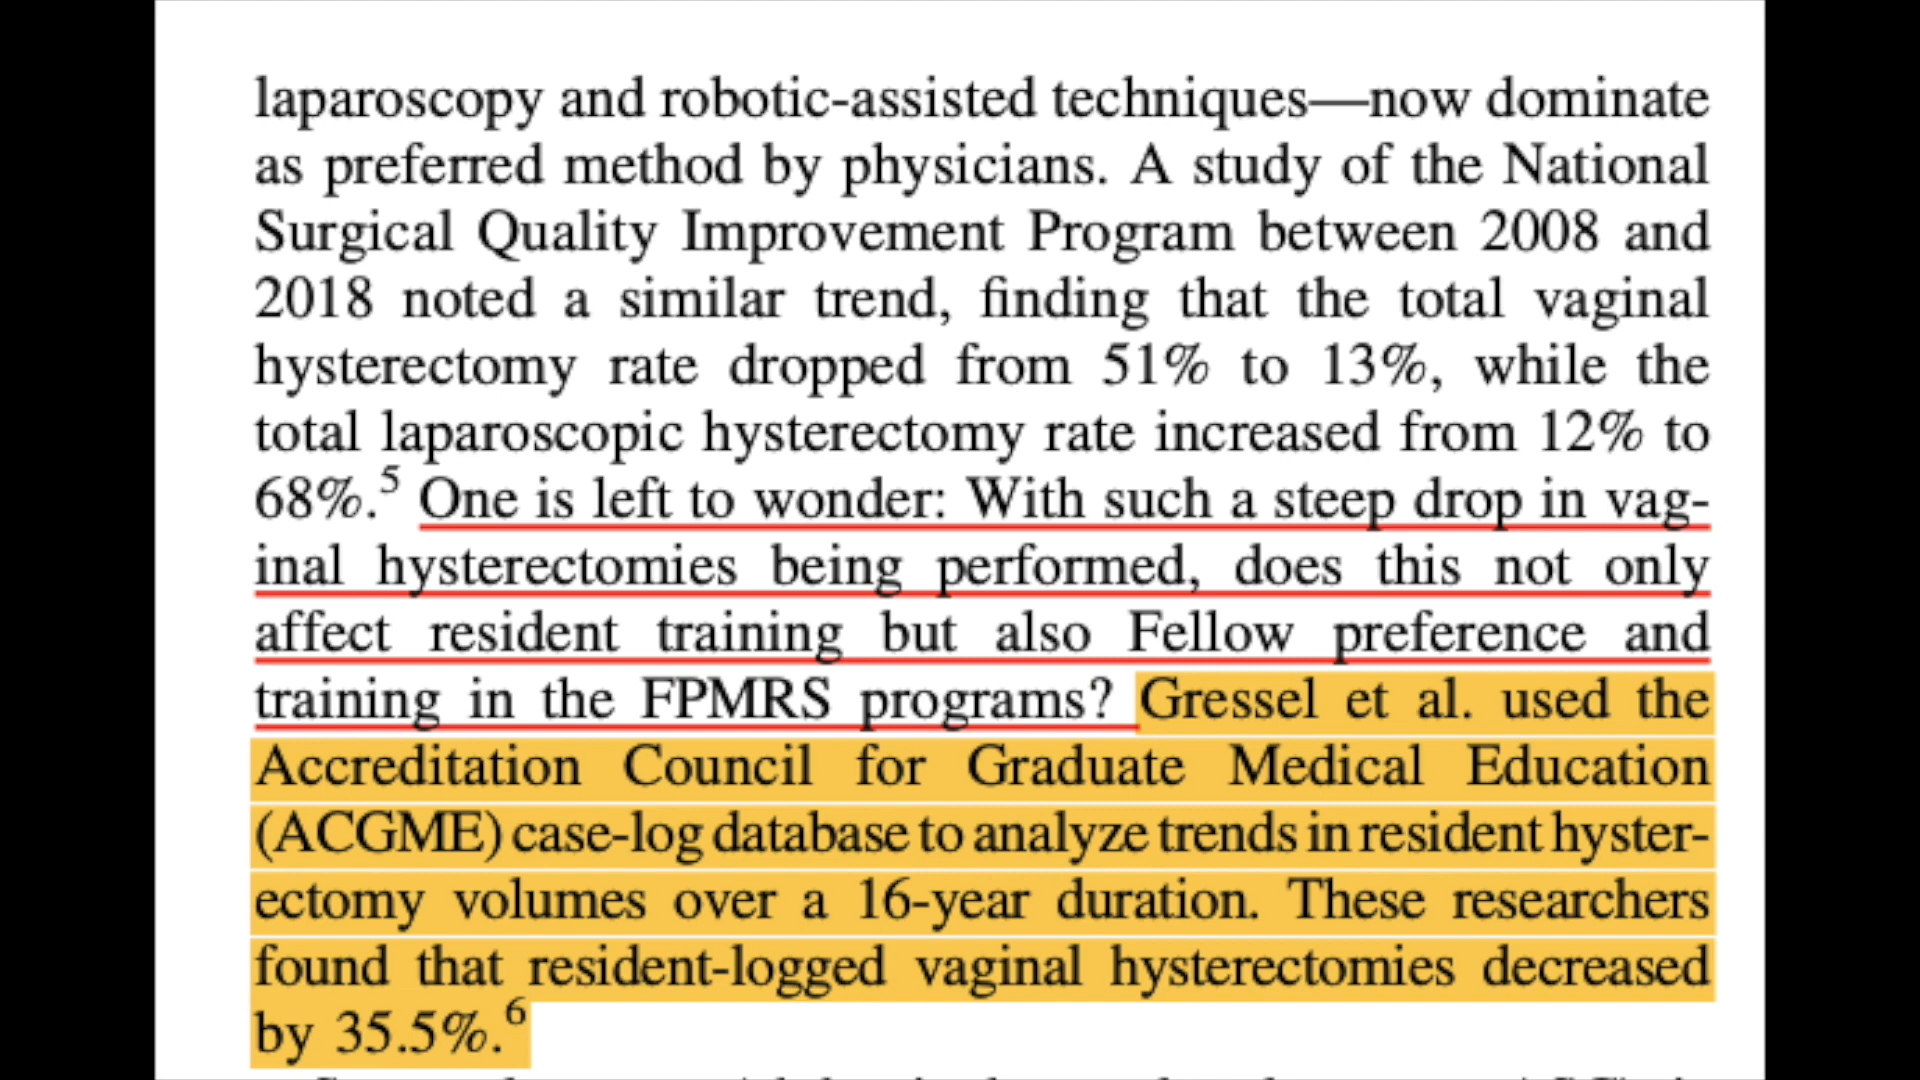 laparoscopy and robotic-assisted techniques—now dominate
as preferred method by physicians. A study of the National
Surgical Quality Improvement Program between 2008 and
2018 noted a similar trend, finding that the total vaginal
hysterectomy rate dropped from 51% to 13%, while the
total laparoscopic hysterectomy rate increased from 12% to
68%.⁵ One is left to wonder: With such a steep drop in vag-
inal hysterectomies being performed, does this not only
affect resident training but also Fellow preference and
training in the FPMRS programs? Gressel et al. used the
Accreditation Council for Graduate Medical Education
(ACGME) case-log database to analyze trends in resident hyster-
ectomy volumes over a 16-year duration. These researchers
found that resident-logged vaginal hysterectomies decreased
by 35.5%.⁶